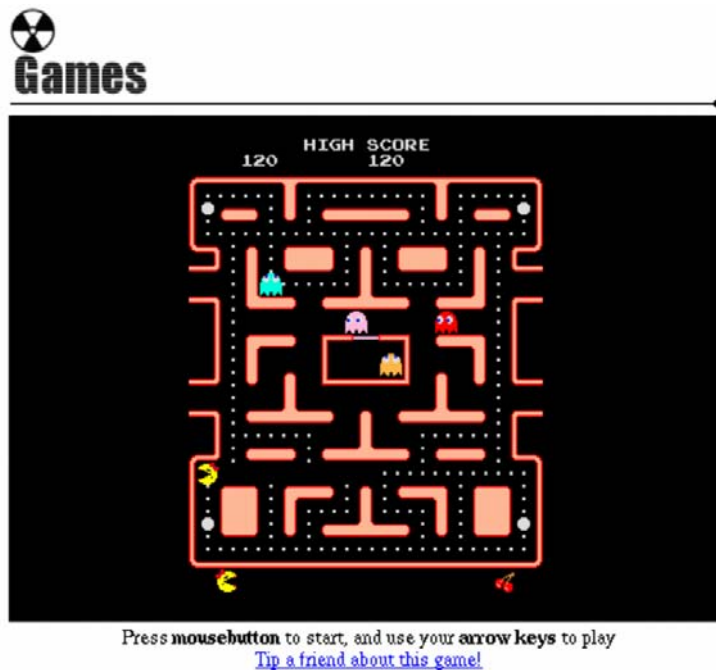 Games
HIGH SCORE
120 120
Press mousebutton to start, and use your arrow keys to play
Tip a friend about this game!